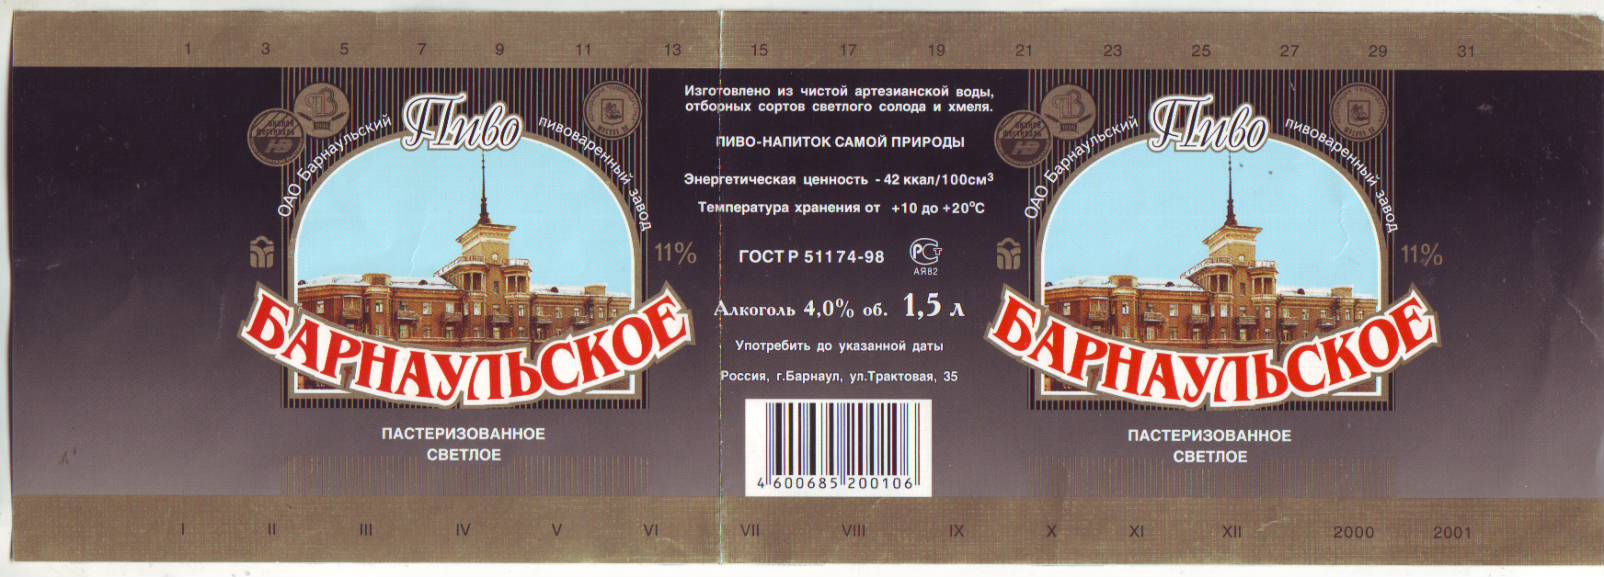 1 3 5 7 9 11 13 15 17 19 21 23 25 27 29 31
Пиво
ОАО Барнаульский пивоваренный завод
11%
БАРНАУЛЬСКОЕ
ПАСТЕРИЗОВАННОЕ
СВЕТЛОЕ
Изготовлено из чистой артезианской воды,
отборных сортов светлого солода и хмеля.
ПИВО-НАПИТОК САМОЙ ПРИРОДЫ
Энергетическая ценность - 42 ккал/100см³
Температура хранения от +10 до +20°С
ГОСТ Р 51174-98
РСТ
АЯ82
Алкоголь 4,0% об. 1,5 л
Употребить до указанной даты
Россия, г.Барнаул, ул.Трактовая, 35
4 600685 200106
Пиво
ОАО Барнаульский пивоваренный завод
11%
БАРНАУЛЬСКОЕ
ПАСТЕРИЗОВАННОЕ
СВЕТЛОЕ
I II III IV V VI VII VIII IX X XI XII 2000 2001